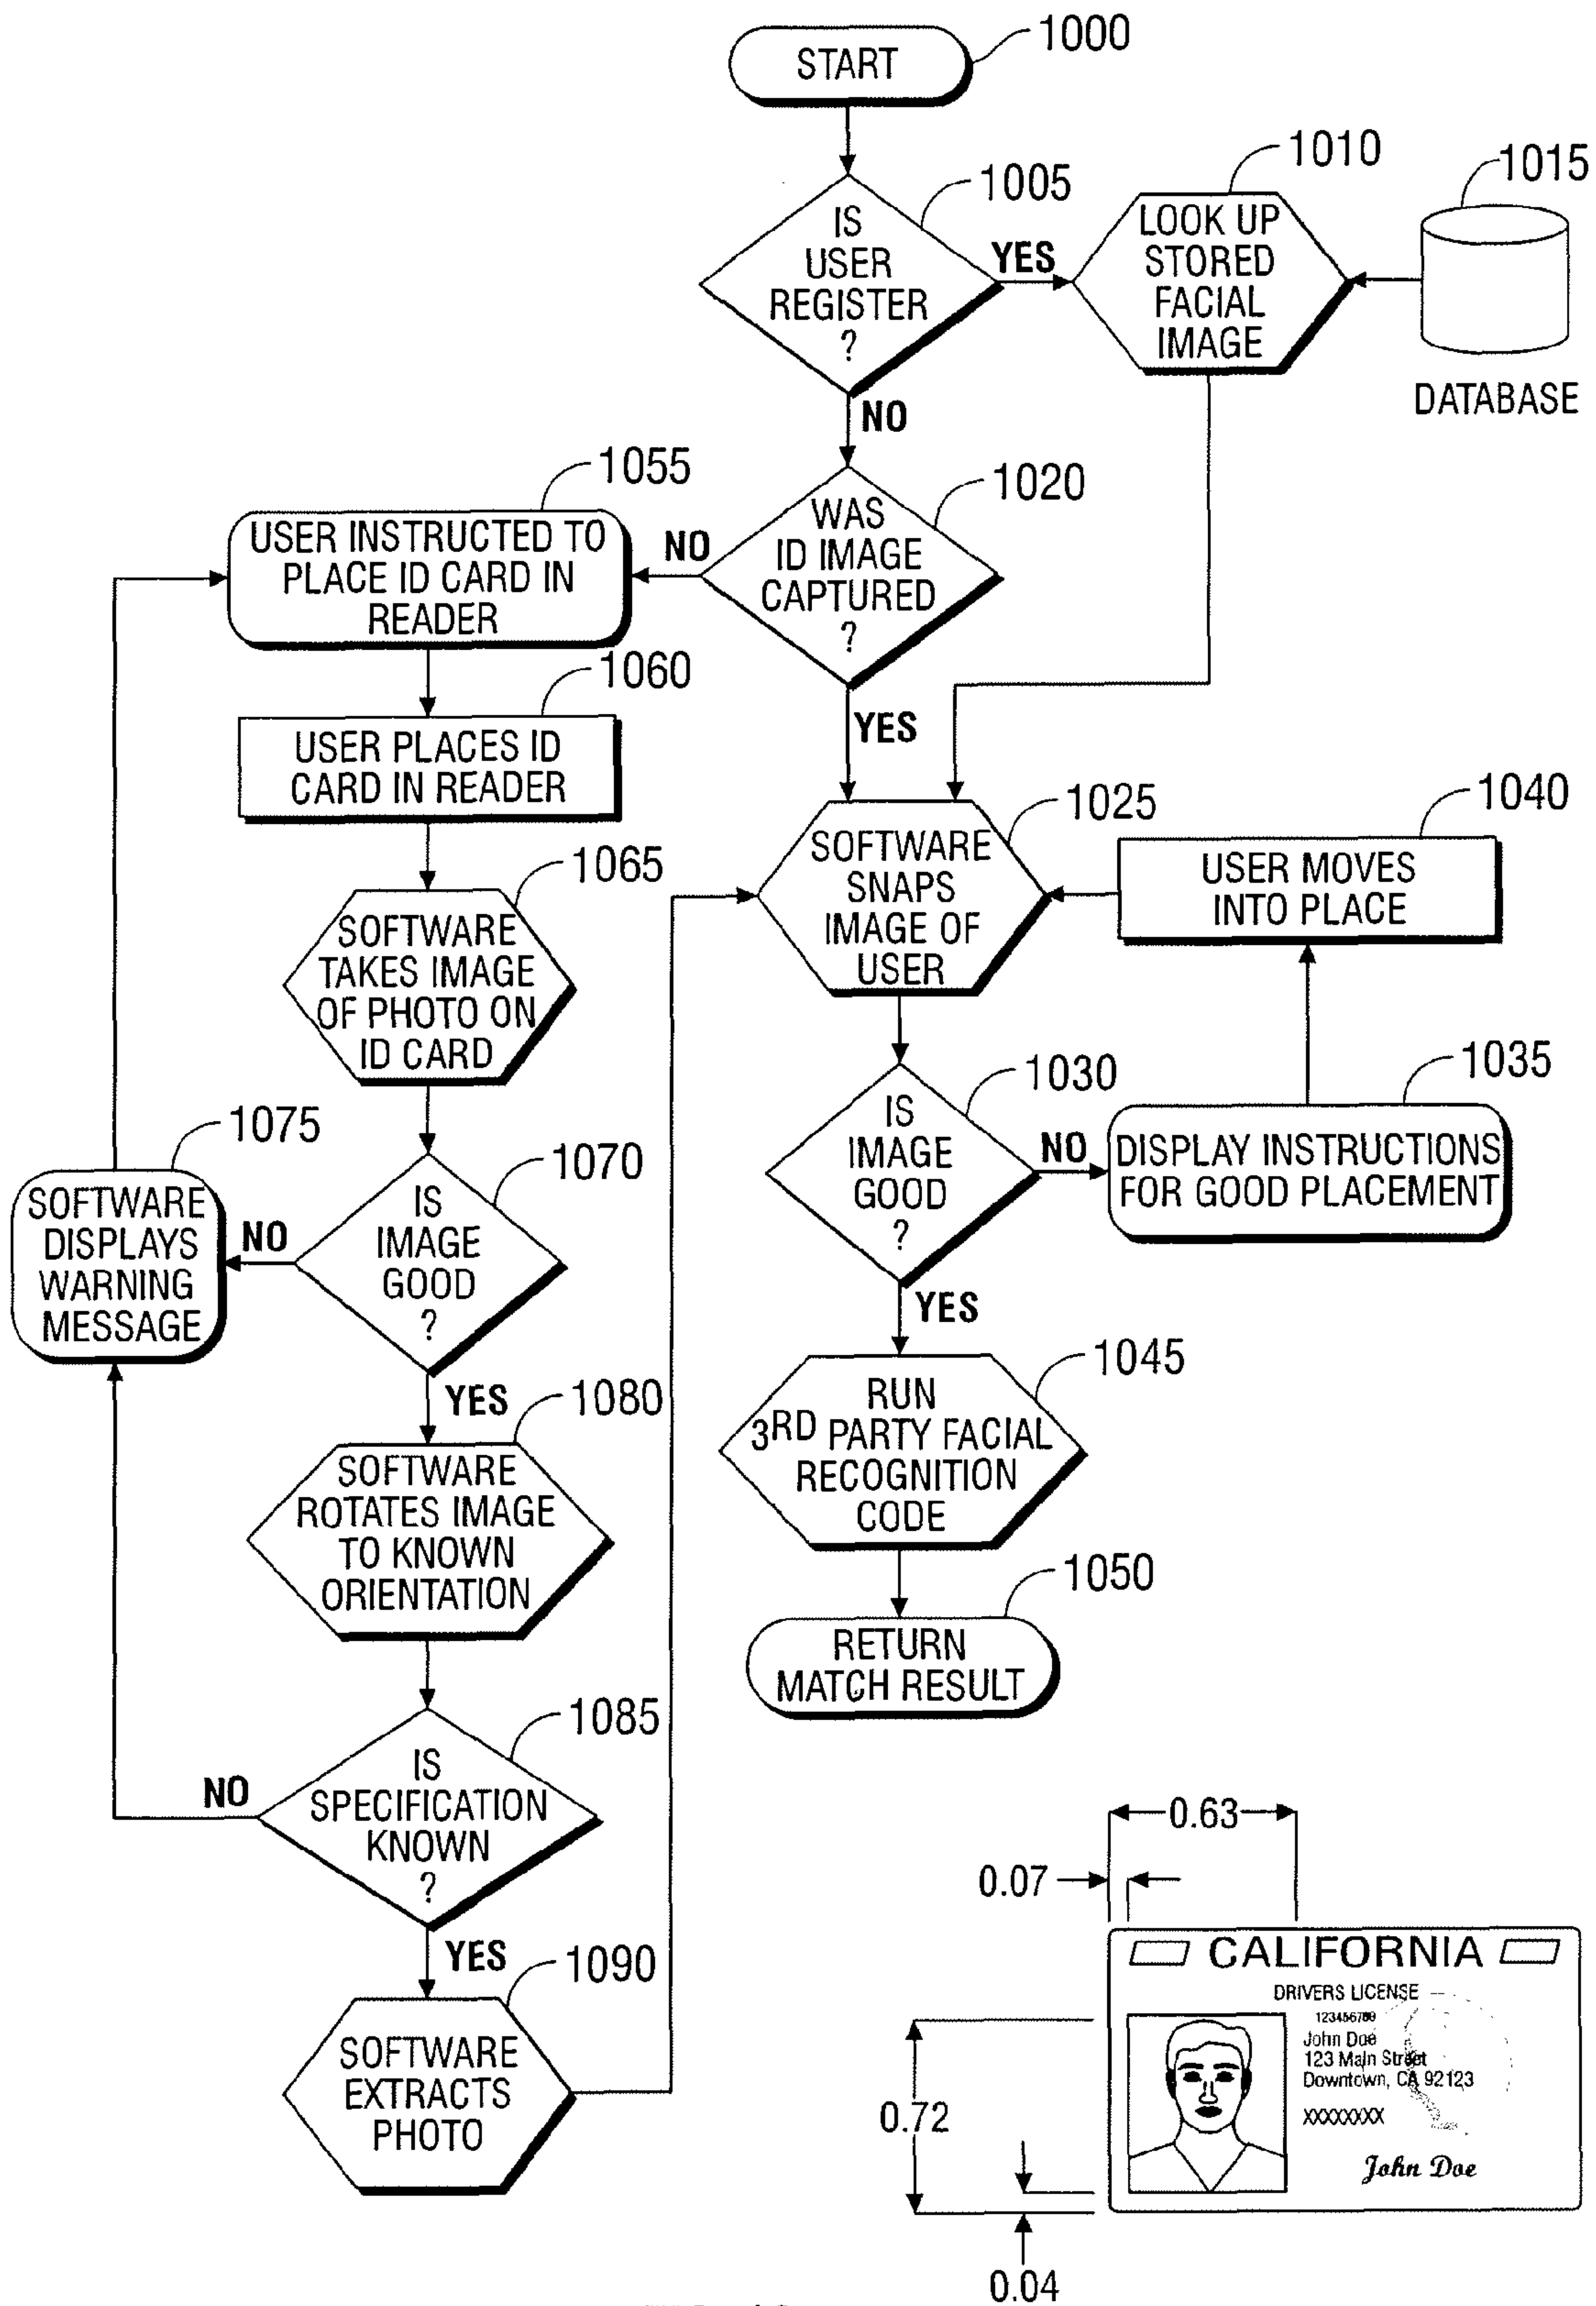 1000
START
1005
IS
USER
REGISTER
?
YES
1010
LOOK UP
STORED
FACIAL
IMAGE
1015
DATABASE
NO
1020
WAS
ID IMAGE
CAPTURED
?
NO
YES
1055
USER INSTRUCTED TO
PLACE ID CARD IN
READER
1060
USER PLACES ID
CARD IN READER
1065
SOFTWARE
TAKES IMAGE
OF PHOTO ON
ID CARD
1070
IS
IMAGE
GOOD
?
NO
1075
SOFTWARE
DISPLAYS
WARNING
MESSAGE
YES
1080
SOFTWARE
ROTATES IMAGE
TO KNOWN
ORIENTATION
1085
IS
SPECIFICATION
KNOWN
?
NO
YES
1090
SOFTWARE
EXTRACTS
PHOTO
1025
SOFTWARE
SNAPS
IMAGE OF
USER
1040
USER MOVES
INTO PLACE
1030
IS
IMAGE
GOOD
?
NO
1035
DISPLAY INSTRUCTIONS
FOR GOOD PLACEMENT
YES
1045
RUN
3RD PARTY FACIAL
RECOGNITION
CODE
1050
RETURN
MATCH RESULT
0.63
0.07
CALIFORNIA
DRIVERS LICENSE
123456789
John Doe
123 Main Street
Downtown, CA 92123
XXXXXXXX
John Doe
0.72
0.04